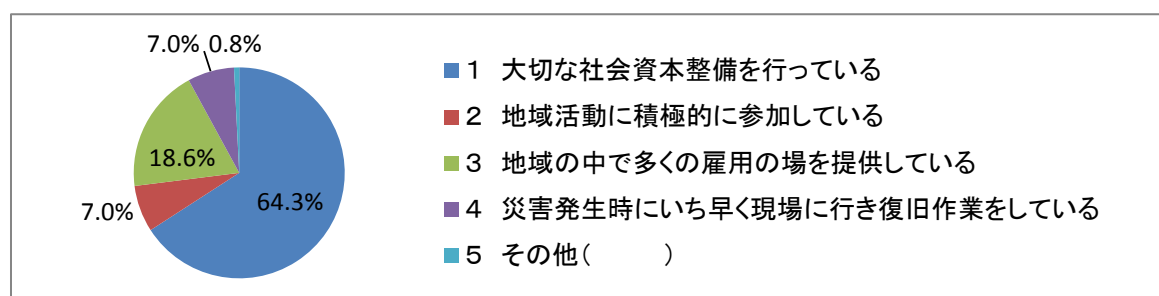 7.0% 0.8%
18.6%
64.3%
7.0%
1 大切な社会資本整備を行っている
2 地域活動に積極的に参加している
3 地域の中で多くの雇用の場を提供している
4 災害発生時にいち早く現場に行き復旧作業をしている
5 その他(　　　)